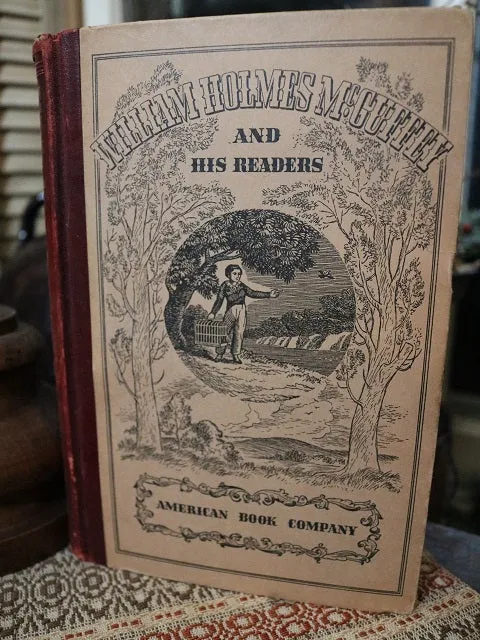 WILLIAM HOLMES McGUFFEY
AND
HIS READERS
AMERICAN BOOK COMPANY